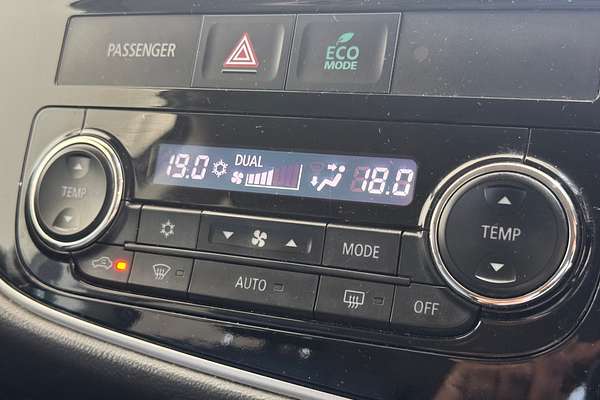 PASSENGER
ECO
MODE
19.0 DUAL 18.0
TEMP
MODE
TEMP
AUTO
OFF